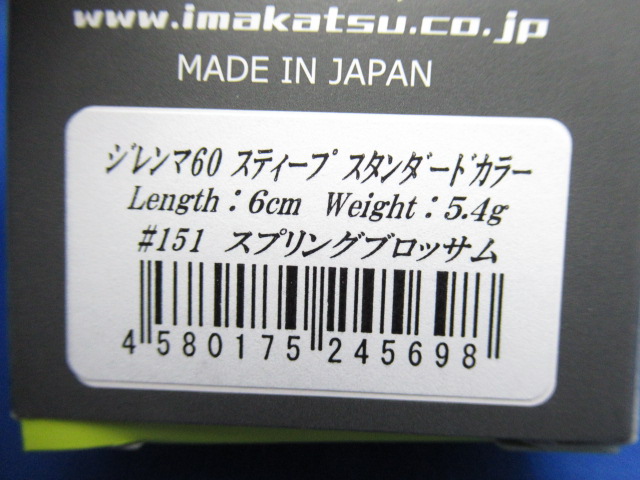 www.imakatsu.co.jp
MADE IN JAPAN
ジレンマ60 スティープ スタンダードカラー
Length：6cm Weight：5.4g
#151 スプリングブロッサム
4 580175 245698